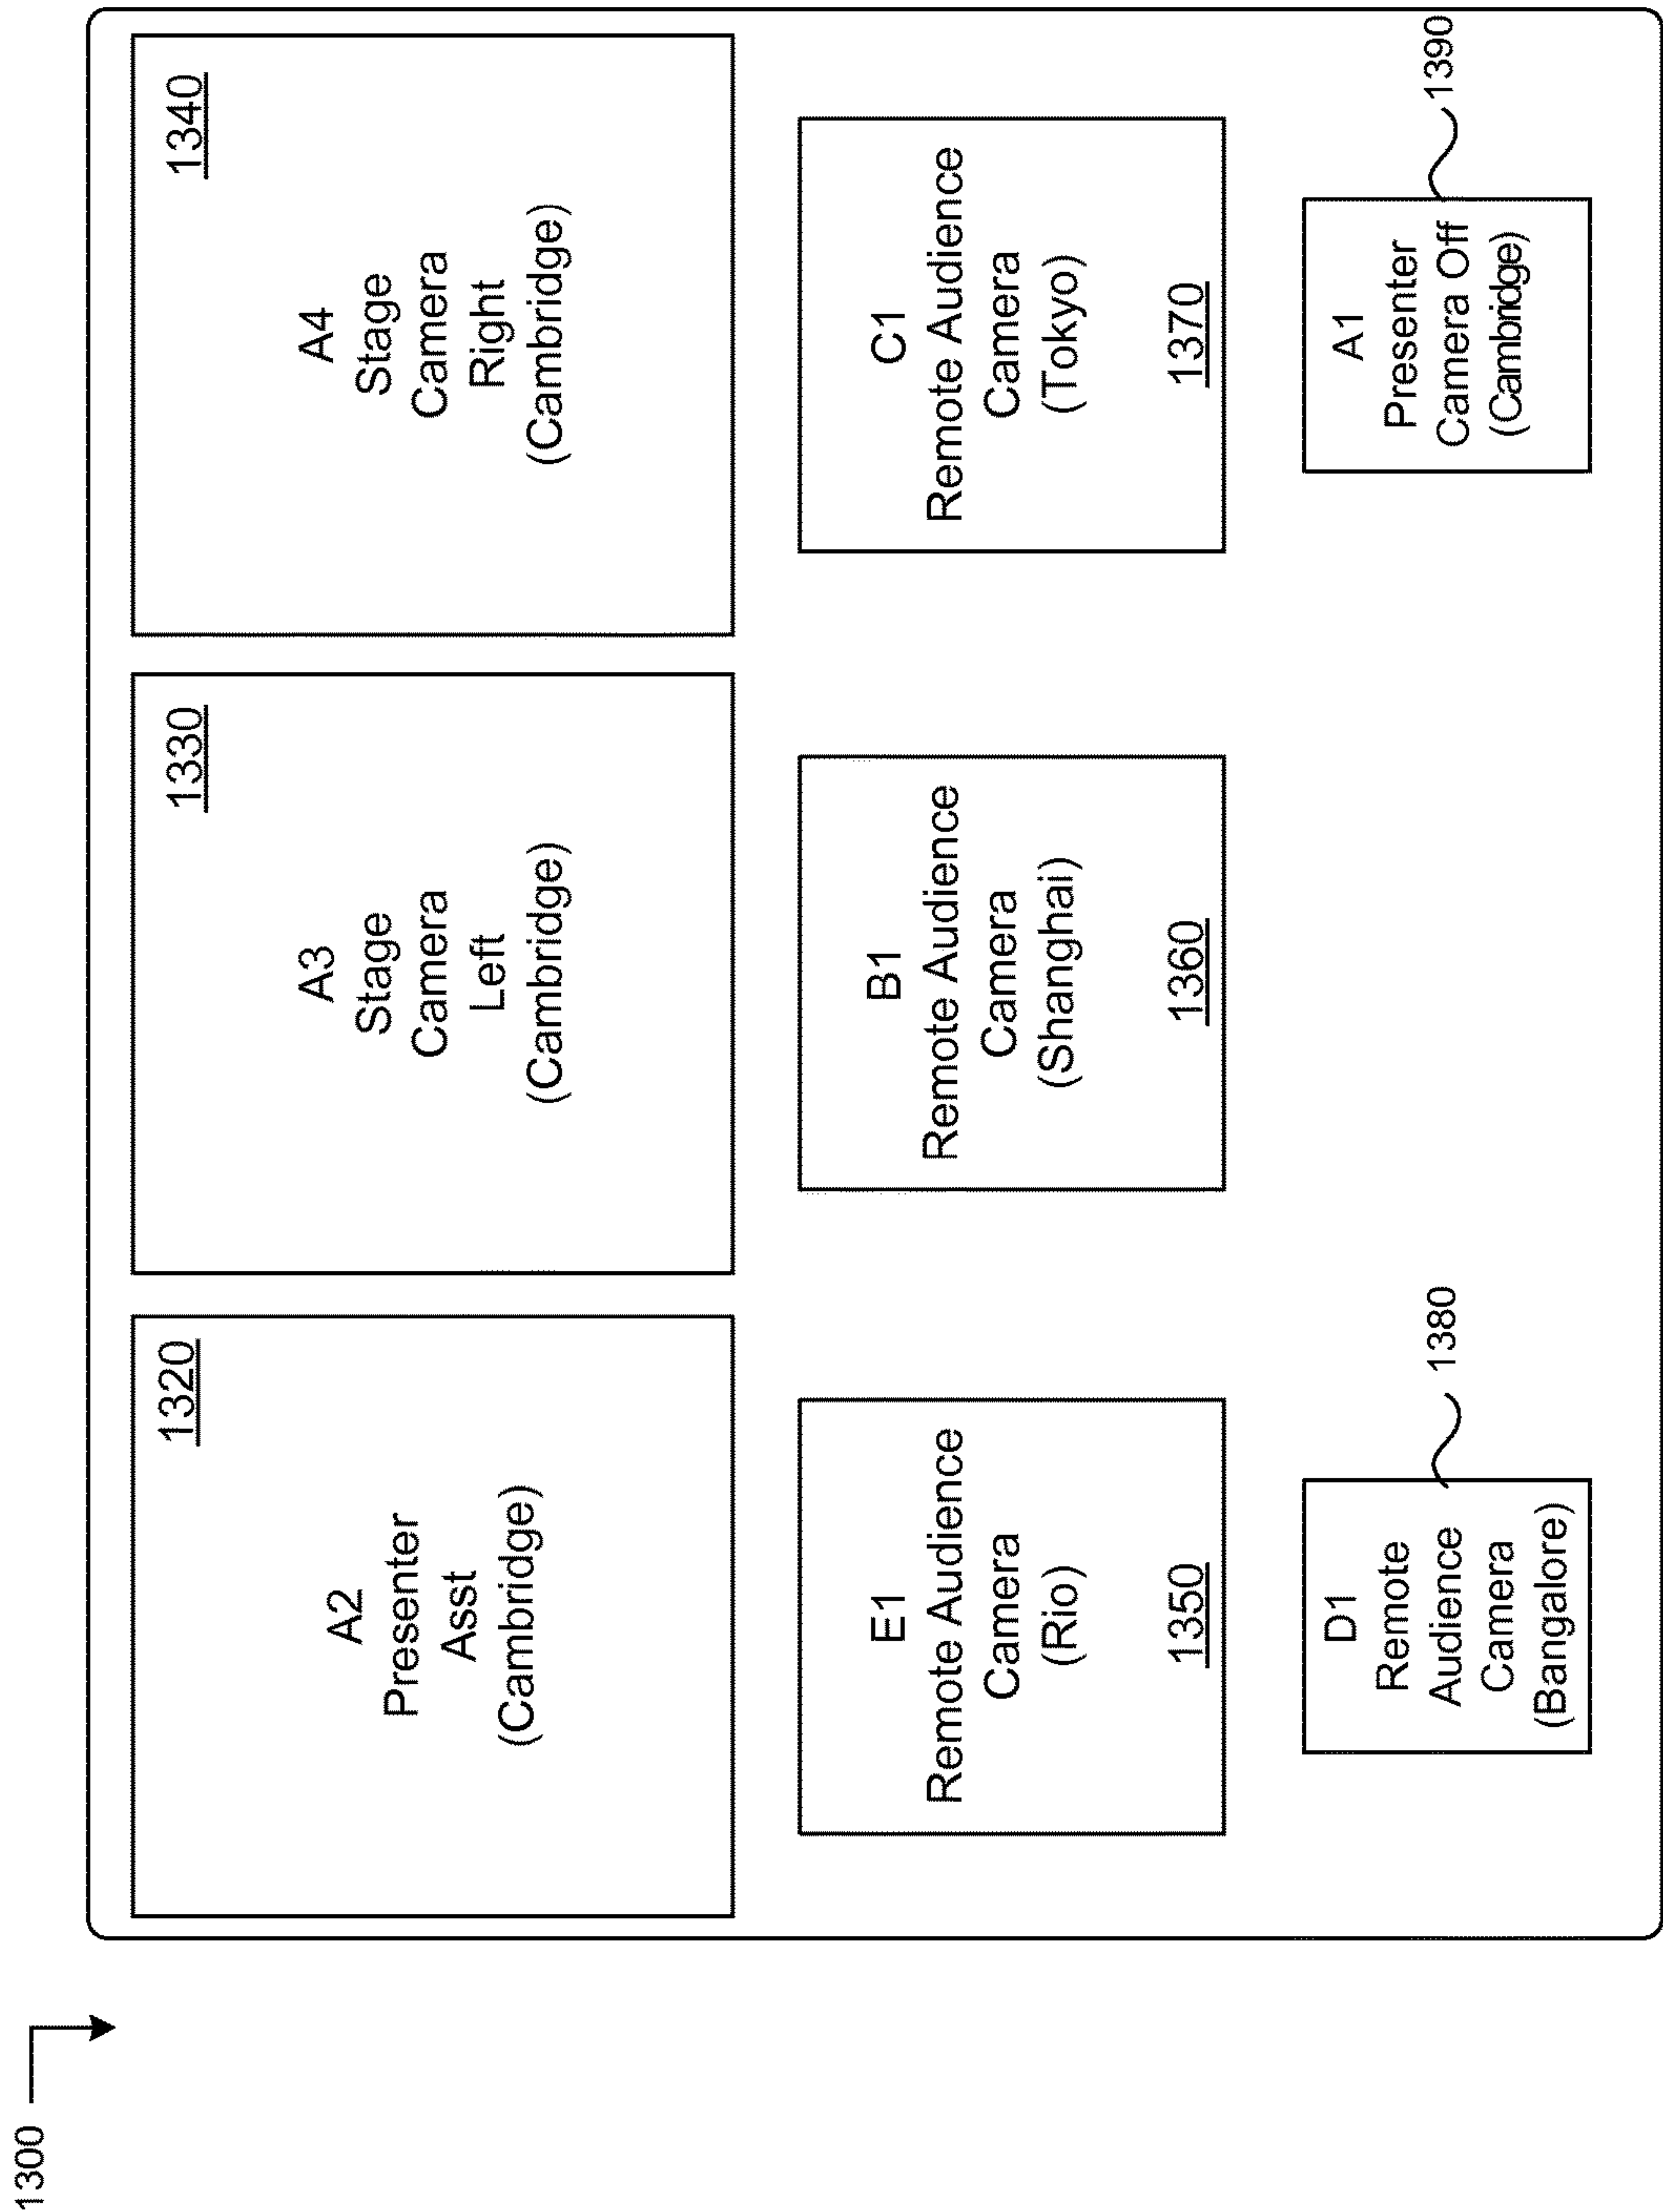 1300
1320
A2
Presenter
Asst
(Cambridge)
1330
A3
Stage
Camera
Left
(Cambridge)
1340
A4
Stage
Camera
Right
(Cambridge)
E1
Remote Audience
Camera
(Rio)
1350
B1
Remote Audience
Camera
(Shanghai)
1360
C1
Remote Audience
Camera
(Tokyo)
1370
D1
Remote
Audience
Camera
(Bangalore)
1380
A1
Presenter
Camera Off
(Cambridge)
1390